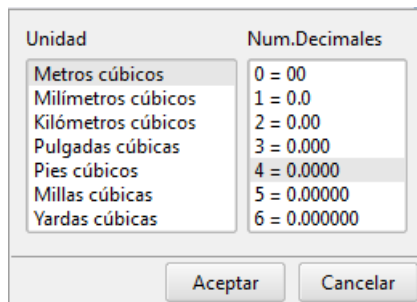 Unidad
Num.Decimales
Metros cúbicos
Milímetros cúbicos
Kilómetros cúbicos
Pulgadas cúbicas
Pies cúbicos
Millas cúbicas
Yardas cúbicas
0 = 00
1 = 0.0
2 = 0.00
3 = 0.000
4 = 0.0000
5 = 0.00000
6 = 0.000000
Aceptar
Cancelar